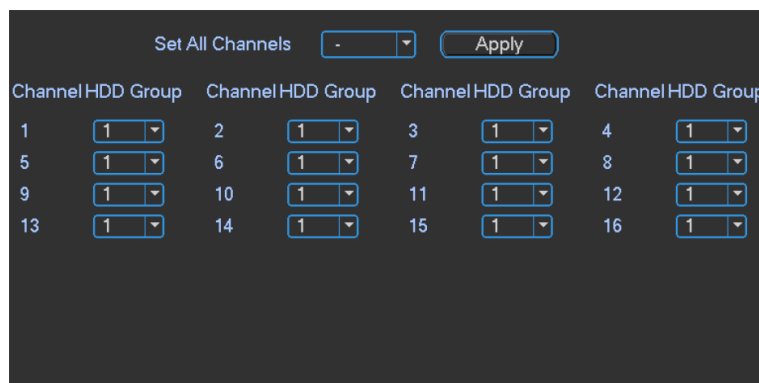 Set All Channels - Apply
Channel HDD Group Channel HDD Group Channel HDD Group Channel HDD Group
1 1 2 1 3 1 4 1
5 1 6 1 7 1 8 1
9 1 10 1 11 1 12 1
13 1 14 1 15 1 16 1